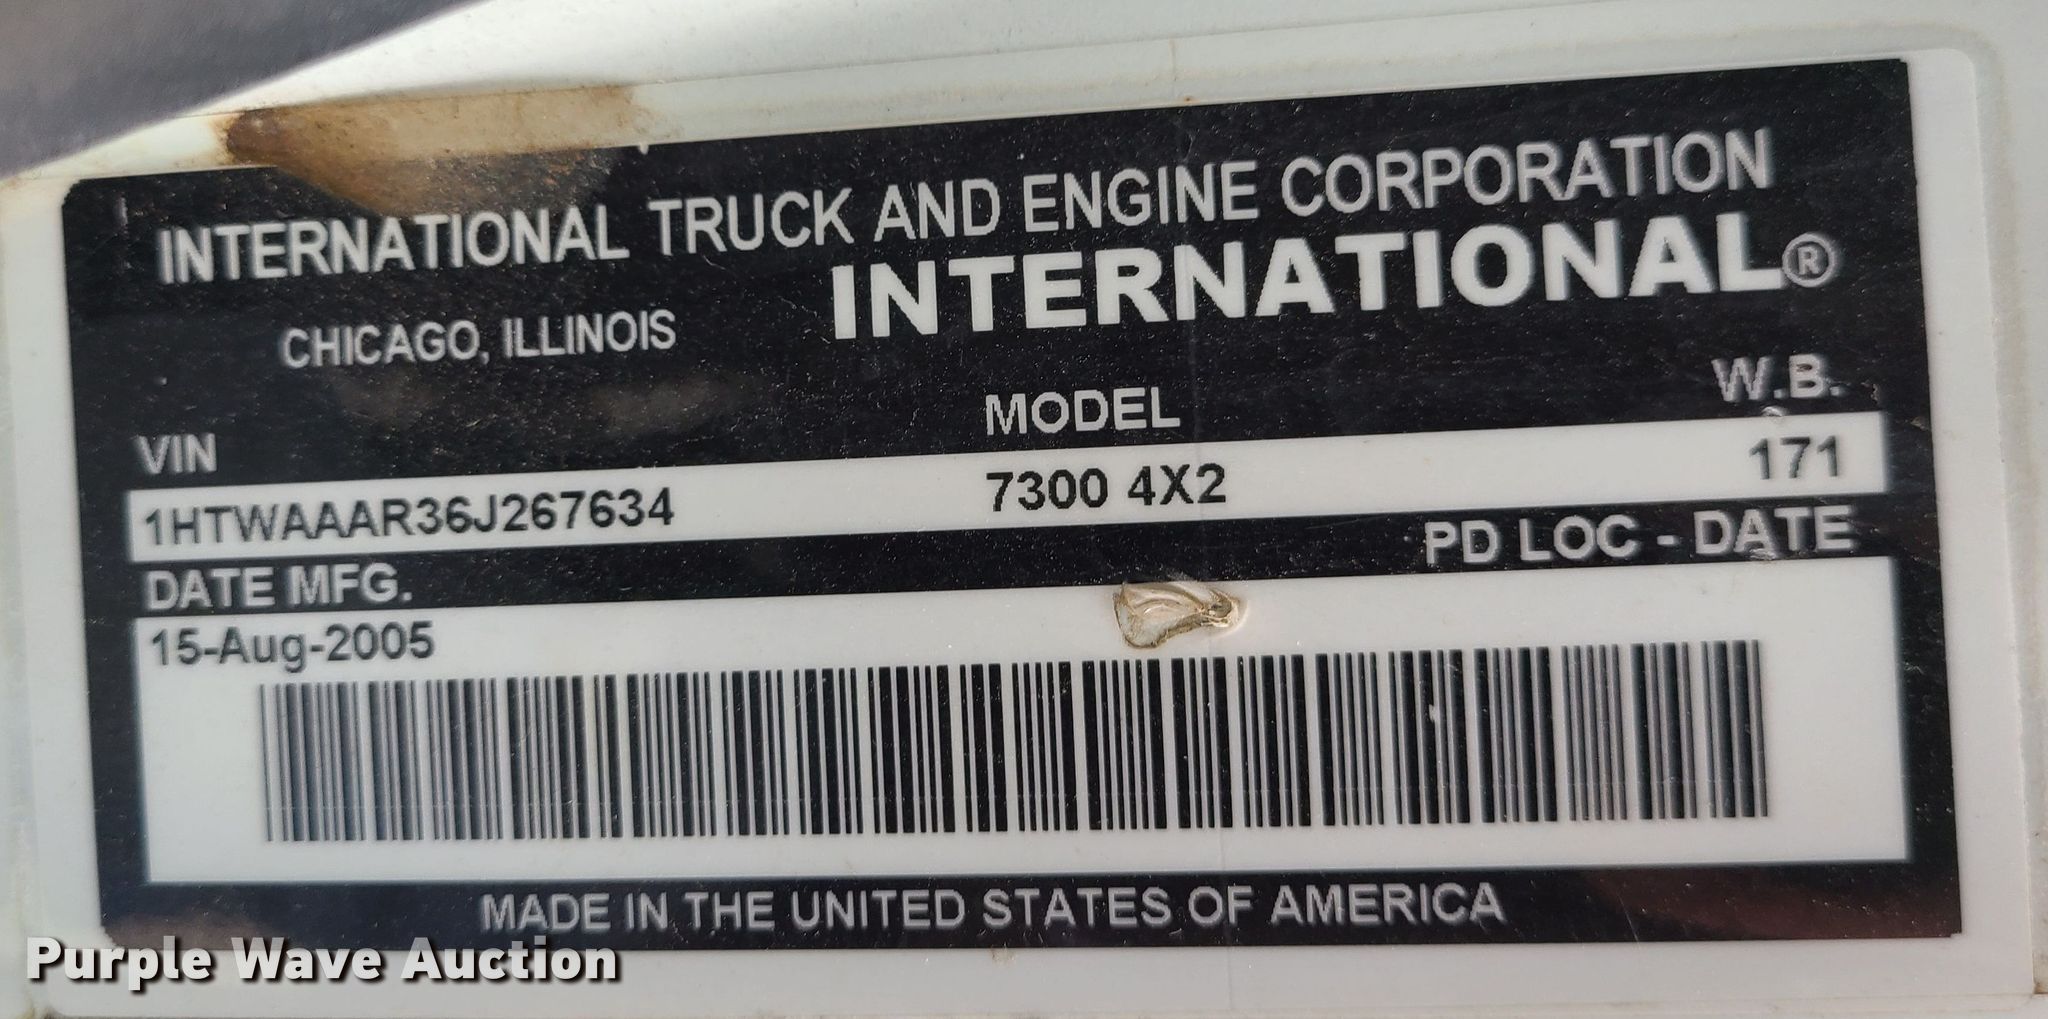 INTERNATIONAL TRUCK AND ENGINE CORPORATION
CHICAGO, ILLINOIS
INTERNATIONAL®
VIN MODEL W.B.
1HTWAAAR36J267634 7300 4X2 171
DATE MFG. PD LOC - DATE
15-Aug-2005
MADE IN THE UNITED STATES OF AMERICA
Purple Wave Auction